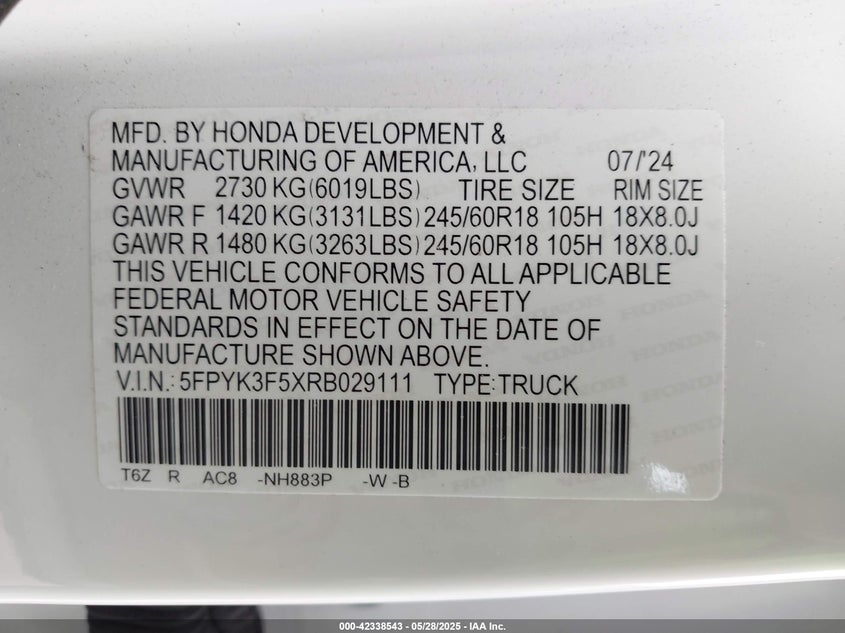 MFD. BY HONDA DEVELOPMENT &
MANUFACTURING OF AMERICA, LLC 07/'24
GVWR 2730 KG(6019LBS) TIRE SIZE RIM SIZE
GAWR F 1420 KG(3131LBS) 245/60R18 105H 18X8.0J
GAWR R 1480 KG(3263LBS) 245/60R18 105H 18X8.0J
THIS VEHICLE CONFORMS TO ALL APPLICABLE
FEDERAL MOTOR VEHICLE SAFETY
STANDARDS IN EFFECT ON THE DATE OF
MANUFACTURE SHOWN ABOVE.
V.I.N.: 5FPYK3F5XRB029111 TYPE:TRUCK
T6Z R AC8 -NH883P -W -B
000-42338543 — 05/28/2025 - IAA Inc.